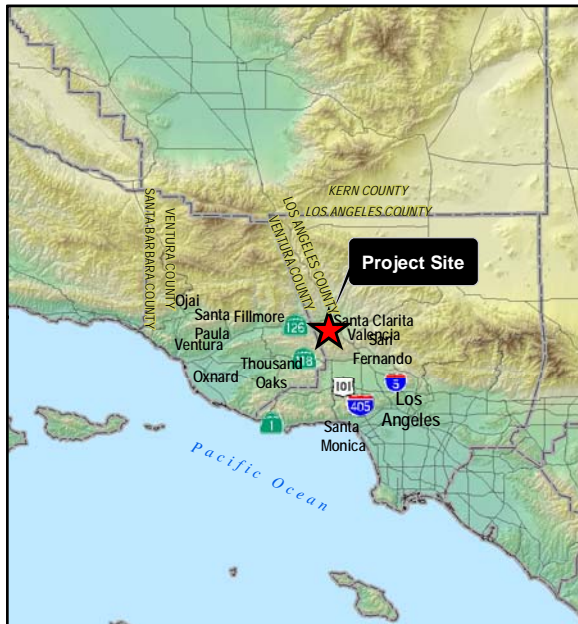 KERN COUNTY
LOS ANGELES COUNTY
SANTA BARBARA COUNTY
VENTURA COUNTY
LOS ANGELES COUNTY
VENTURA COUNTY
Project Site
Ojai
Santa
Paula
Fillmore
126
Santa Clarita
Valencia
San
Fernando
Ventura
118
Thousand
Oaks
Oxnard
101
5
405
Los
Angeles
1
Santa
Monica
Pacific Ocean